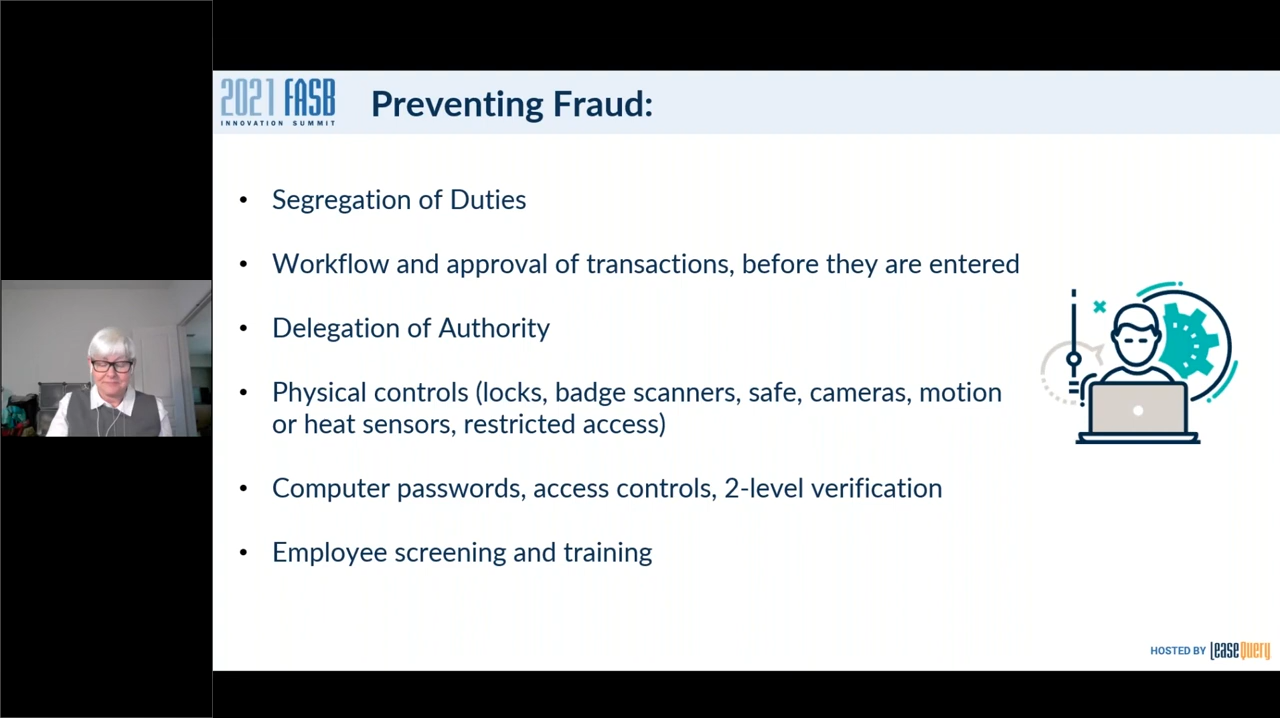 2021 FASB
INNOVATION SUMMIT
Preventing Fraud:
• Segregation of Duties
• Workflow and approval of transactions, before they are entered
• Delegation of Authority
• Physical controls (locks, badge scanners, safe, cameras, motion
or heat sensors, restricted access)
• Computer passwords, access controls, 2-level verification
• Employee screening and training
HOSTED BY LeaseQuery